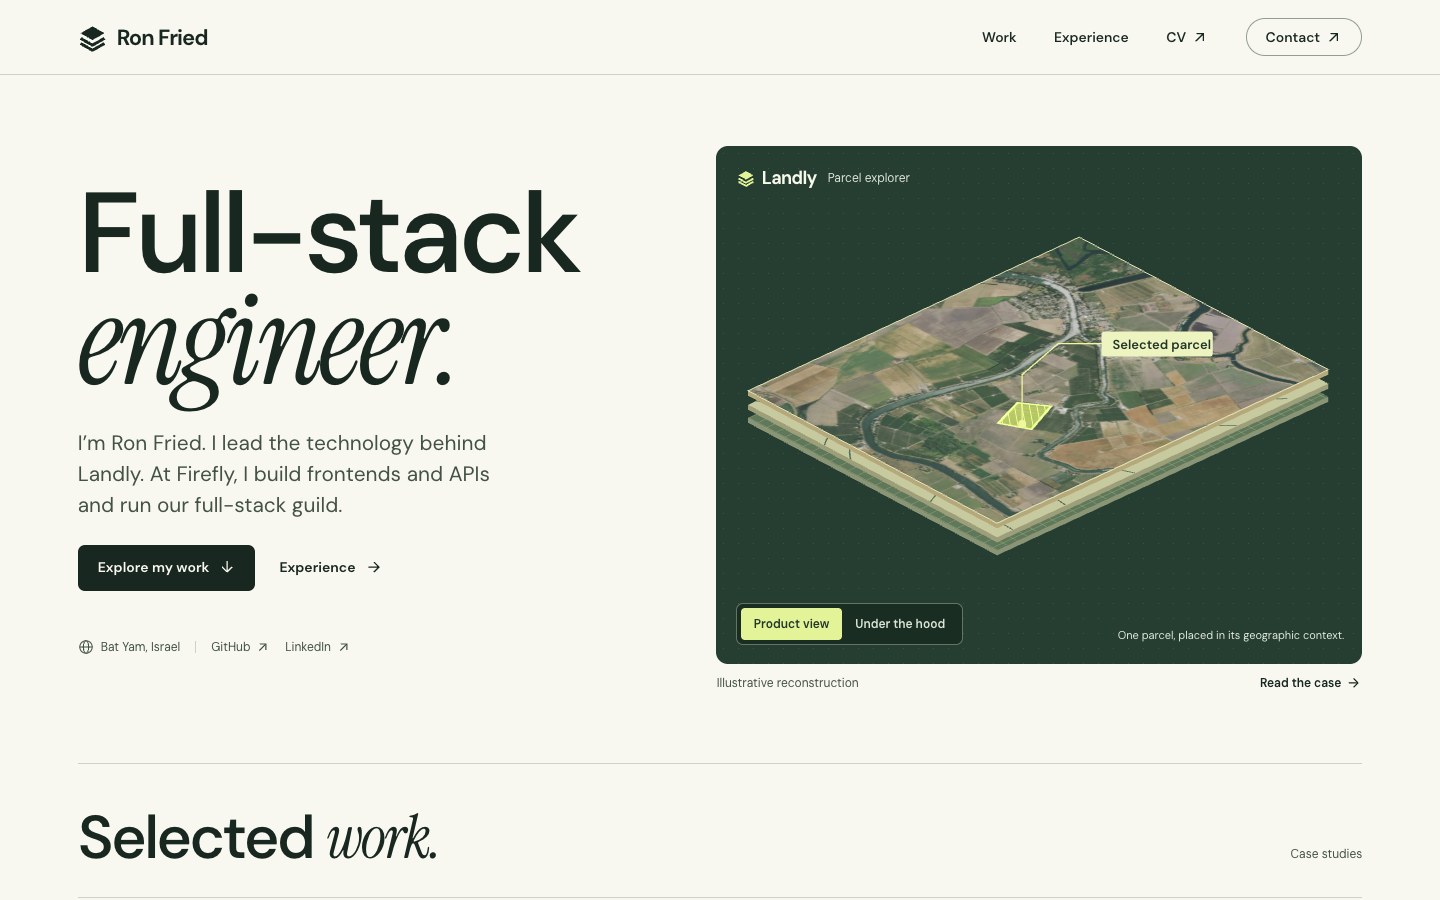 Ron Fried
Work
Experience
CV
Contact
Full-stack
engineer.
I'm Ron Fried. I lead the technology behind
Landly. At Firefly, I build frontends and APIs
and run our full-stack guild.
Explore my work
Experience
Bat Yam, Israel
GitHub
LinkedIn
Landly
Parcel explorer
Selected parcel
Product view
Under the hood
One parcel, placed in its geographic context.
Illustrative reconstruction
Read the case
Selected work.
Case studies